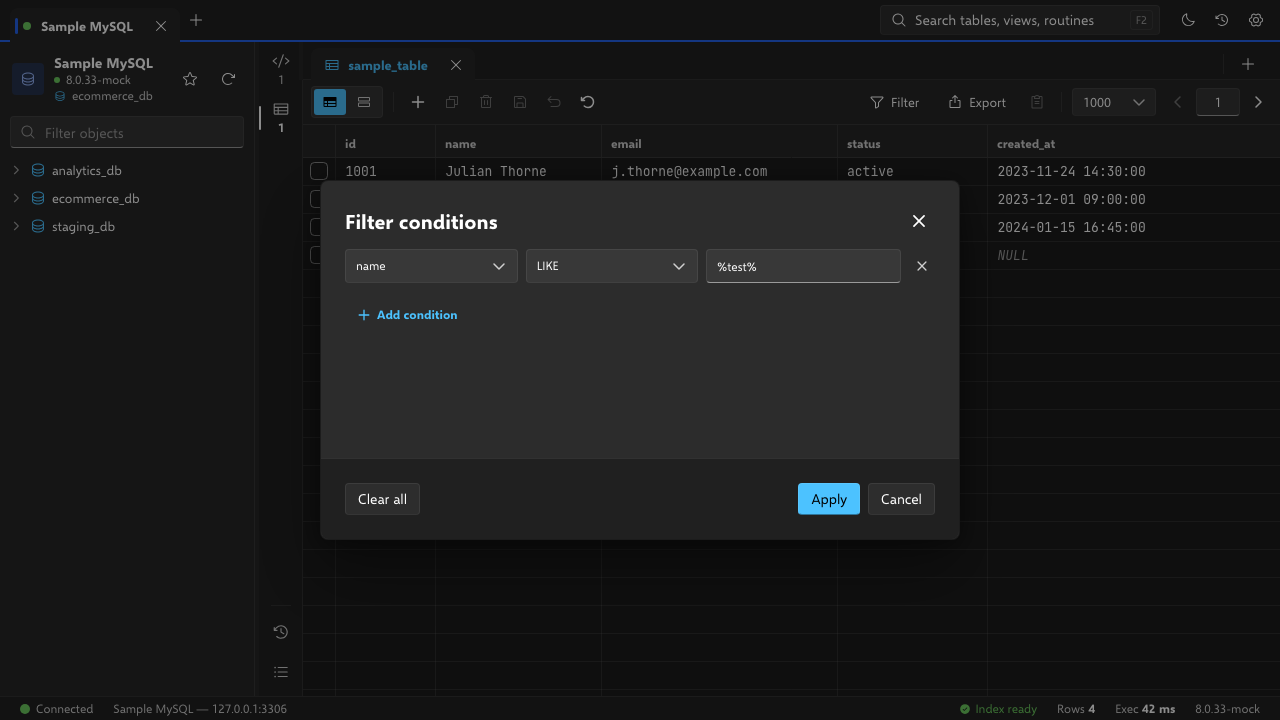 Sample MySQL
Search tables, views, routines F2
Sample MySQL
8.0.33-mock
ecommerce_db
Filter objects
analytics_db
ecommerce_db
staging_db
</>
1
1
sample_table
Filter Export 1000 1
id name email status created_at
1001 Julian Thorne j.thorne@example.com active 2023-11-24 14:30:00
2023-12-01 09:00:00
2024-01-15 16:45:00
NULL
Filter conditions
name LIKE %test%
Add condition
Clear all Apply Cancel
Connected Sample MySQL — 127.0.0.1:3306 Index ready Rows 4 Exec 42 ms 8.0.33-mock